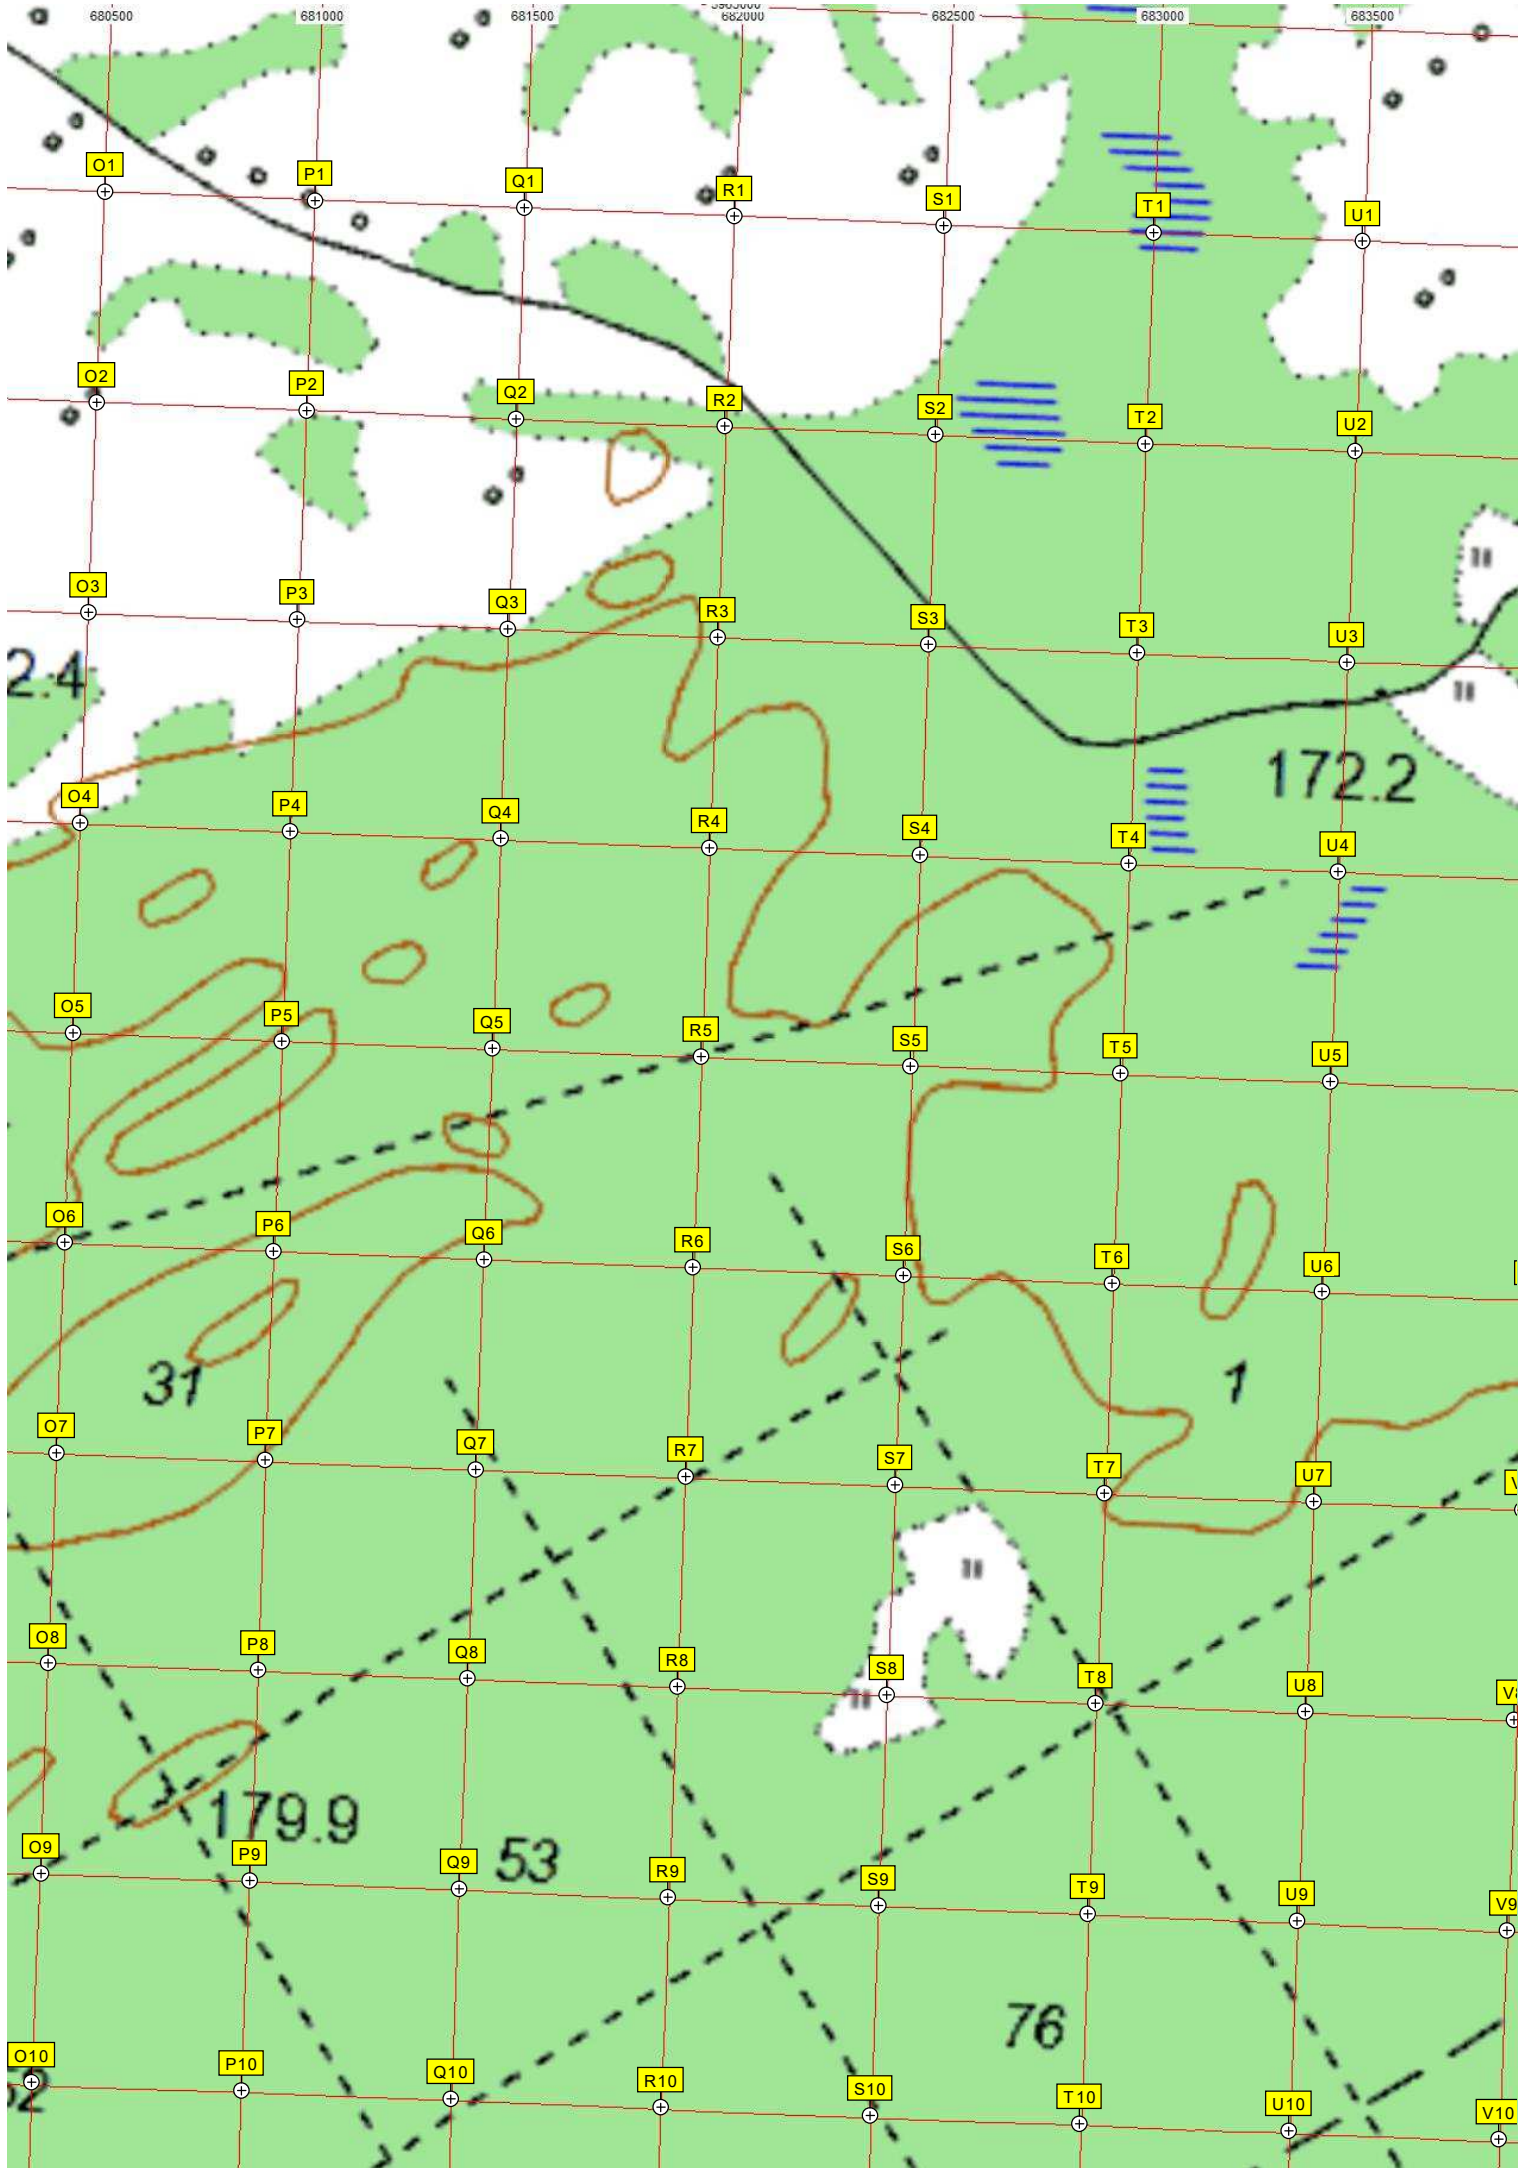 680500 681000 681500 682000 682500 683000 683500
O1 P1 Q1 R1 S1 T1 U1
O2 P2 Q2 R2 S2 T2 U2
O3 P3 Q3 R3 S3 T3 U3
2.4
172.2
O4 P4 Q4 R4 S4 T4 U4
O5 P5 Q5 R5 S5 T5 U5
O6 P6 Q6 R6 S6 T6 U6
31 1
O7 P7 Q7 R7 S7 T7 U7
O8 P8 Q8 R8 S8 T8 U8
179.9
O9 P9 Q9 53 R9 S9 T9 U9 V9
76
O10 P10 Q10 R10 S10 T10 U10 V10